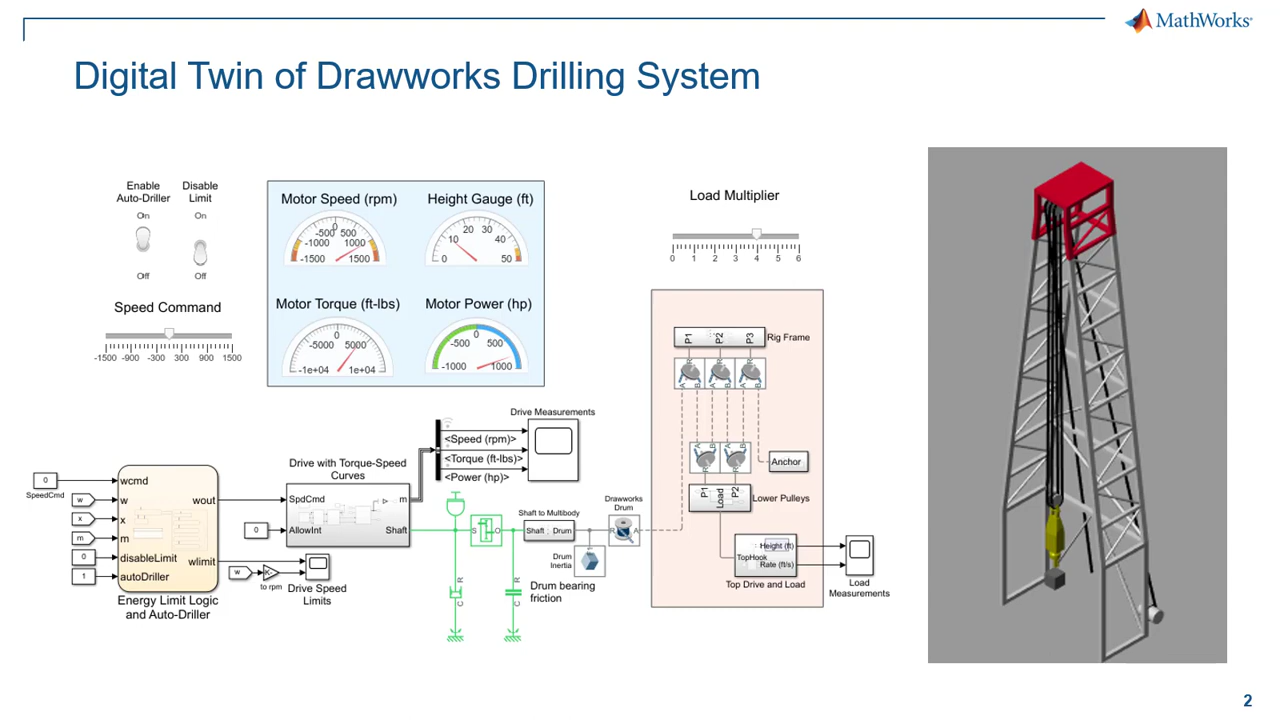 MathWorks®
Digital Twin of Drawworks Drilling System
Enable
Auto-Driller
On
Off
Disable
Limit
On
Off
Speed Command
-1500 -900 -300 300 900 1500
Motor Speed (rpm)
-1500 -1000 -500 0 500 1000 1500
Height Gauge (ft)
0 10 20 30 40 50
Motor Torque (ft-lbs)
-1e+04 -5000 0 5000 1e+04
Motor Power (hp)
-1000 -500 0 500 1000
Load Multiplier
0 1 2 3 4 5 6
0
SpeedCmd
w
x
m
0
1
wcmd
w
x
m
disableLimit
autoDriller
wout
wlimit
Energy Limit Logic
and Auto-Driller
w
K-
to rpm
Drive Speed
Limits
Drive with Torque-Speed
Curves
SpdCmd
AllowInt
m
Shaft
0
Drive Measurements
<Speed (rpm)>
<Torque (ft-lbs)>
<Power (hp)>
S O
R C
R C
Shaft to Multibody
Shaft : Drum
Drum
Inertia
Drum bearing
friction
Drawworks
Drum
R A
P1 P2 P3
Rig Frame
A R B
A R B
A R B
A R B
A R B
Anchor
P1 Load P2
Lower Pulleys
TopHook
Height (ft)
Rate (ft/s)
Top Drive and Load
Load
Measurements
2